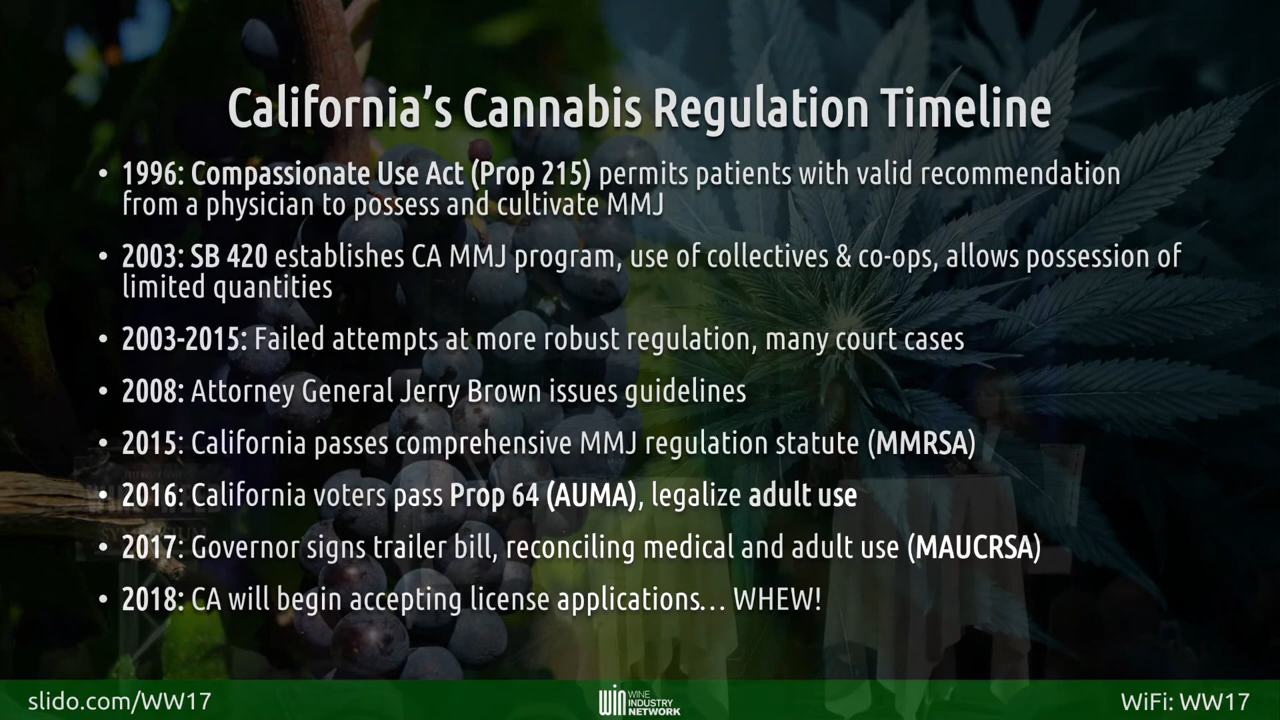 California’s Cannabis Regulation Timeline
• 1996: Compassionate Use Act (Prop 215) permits patients with valid recommendation
from a physician to possess and cultivate MMJ
• 2003: SB 420 establishes CA MMJ program, use of collectives & co-ops, allows possession of
limited quantities
• 2003-2015: Failed attempts at more robust regulation, many court cases
• 2008: Attorney General Jerry Brown issues guidelines
• 2015: California passes comprehensive MMJ regulation statute (MMRSA)
• 2016: California voters pass Prop 64 (AUMA), legalize adult use
• 2017: Governor signs trailer bill, reconciling medical and adult use (MAUCRSA)
• 2018: CA will begin accepting license applications… WHEW!
slido.com/WW17
win WINE
INDUSTRY
NETWORK
WiFi: WW17